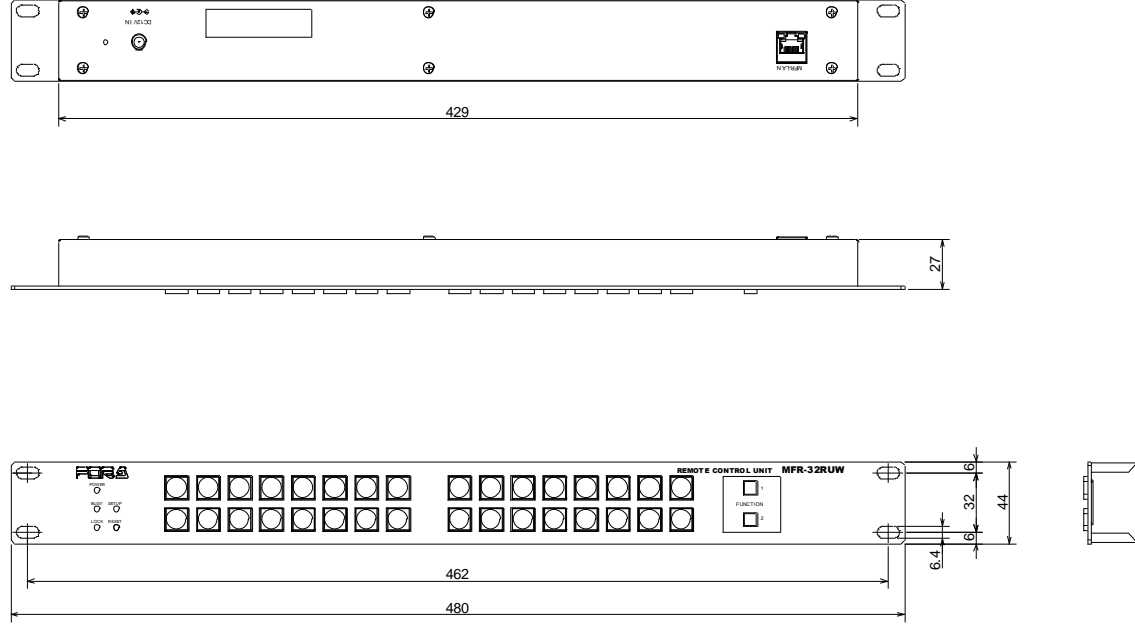 DC12V IN
MFR-LAN
429
27
FOR.A
REMOTE CONTROL UNIT MFR-32RUW
POWER
BUSY SETUP
LOCK RESET
1
FUNCTION
2
6
32
44
6
6.4
462
480